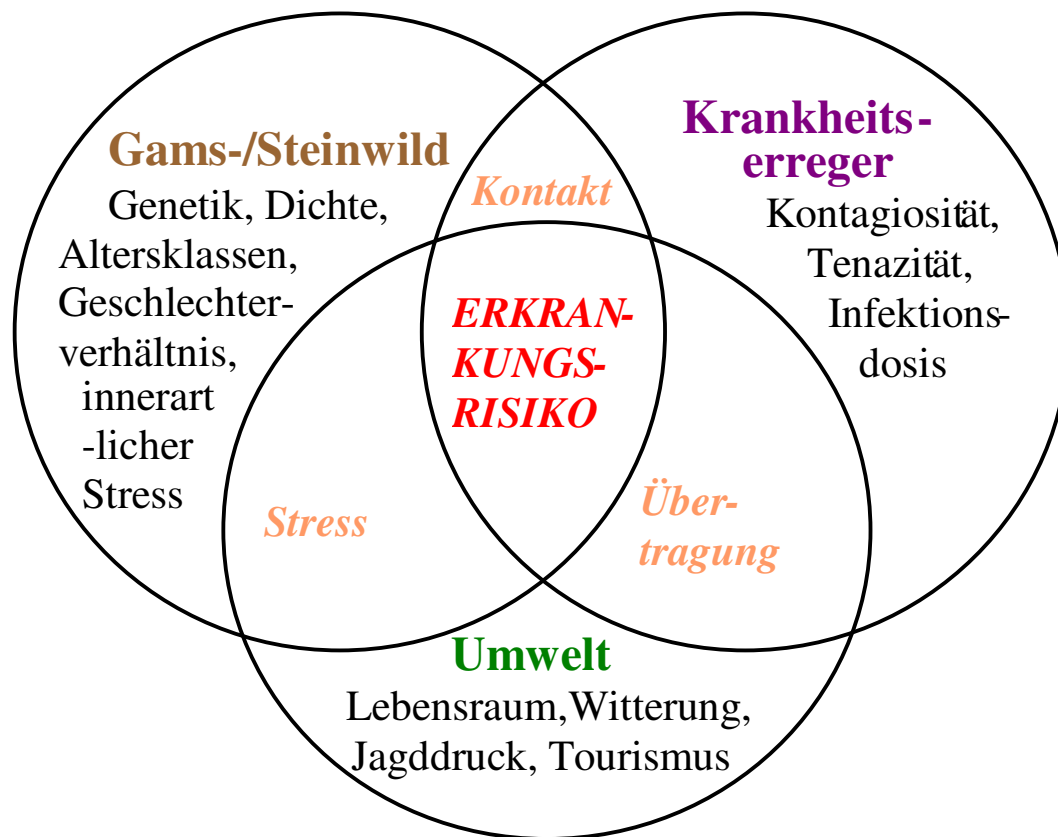 Gams-/Steinwild
Genetik, Dichte,
Altersklassen,
Geschlechter-
verhältnis,
innerart
-licher
Stress
Krankheits-
erreger
Kontagiosität,
Tenazität,
Infektions-
dosis
Kontakt
ERKRAN-
KUNGS-
RISIKO
Stress
Über-
tragung
Umwelt
Lebensraum,Witterung,
Jagddruck, Tourismus